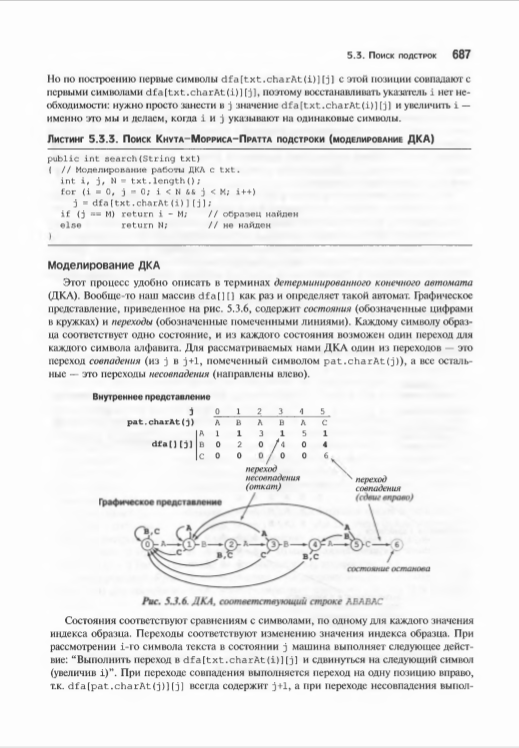 5.3. Поиск подстрок 687
Но по построению первые символы dfa[txt.charAt(i)][j] с этой позиции совпадают с
первыми символами dfa[txt.charAt(i)][j], поэтому восстанавливать указатель i нет не-
обходимости: нужно просто занести в j значение dfa[txt.charAt(i)][j] и увеличить i —
именно это мы и делаем, когда i и j указывают на одинаковые символы.
Листинг 5.3.3. Поиск Кнута-Морриса-Пратта подстроки (моделирование ДКА)
public int search(String txt)
{ // Моделирование работы ДКА с txt.
int i, j, N = txt.length();
for (i = 0, j = 0; i < N && j < M; i++)
j = dfa[txt.charAt(i)][j];
if (j == M) return i - M; // образец найден
else return N; // не найден
}
Моделирование ДКА
Этот процесс удобно описать в терминах детерминированного конечного автомата
(ДКА). Вообще-то наш массив dfa[][] как раз и определяет такой автомат. Графическое
представление, приведенное на рис. 5.3.6, содержит состояния (обозначенные цифрами
в кружках) и переходы (обозначенные помеченными линиями). Каждому символу образ-
ца соответствует одно состояние, и из каждого состояния возможен один переход для
каждого символа алфавита. Для рассматриваемых нами ДКА один из переходов — это
переход совпадения (из j в j+1, помеченный символом pat.charAt(j)), а все осталь-
ные — это переходы несовпадения (направлены влево).
Внутреннее представление
j 0 1 2 3 4 5
pat.charAt(j) A B A B A C
A 1 1 3 1 5 1
dfa[][j] B 0 2 0 4 0 4
C 0 0 0 0 0 6
переход
несовпадения
(откат)
переход
совпадения
(сдвиг вправо)
Графическое представление
B,C A A A
0 A 1 B 2 A 3 B 4 A 5 C 6
C B,C C B,C B
состояние останова
Рис. 5.3.6. ДКА, соответствующий строке ABABAC
Состояния соответствуют сравнениям с символами, по одному для каждого значения
индекса образца. Переходы соответствуют изменению значения индекса образца. При
рассмотрении i-го символа текста в состоянии j машина выполняет следующее дейст-
вие: “Выполнить переход в dfa[txt.charAt(i)][j] и сдвинуться на следующий символ
(увеличив i)”. При переходе совпадения выполняется переход на одну позицию вправо,
т.к. dfa[pat.charAt(j)][j] всегда содержит j+1, а при переходе несовпадения выпол-